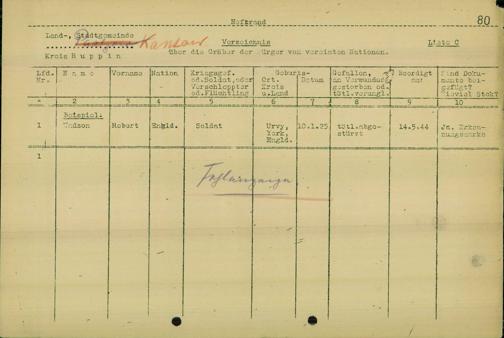 Heftrand
80
Land-, Stadtgemeinde
Kantow
Verzeichnis
Liste C
über die Gräber der Bürger von vereinten Nationen.
Kreis Ruppin
Lfd. Nr. Name Vorname Nation Kriegsgef. od.Soldat,oder Verschleppter od.Flüchtling Geburts- Ort. Kreis u.Land Datum Gefallen, an Verwundung gestorben od. tötl.verungl. Beerdigt am: Sind Dokumente beigefügt? Wieviel Stck?
2 3 4 5 6 7 8 9 10
Beispiel:
1 Hudson Robert Engld. Soldat Urvy, York, Engld. 10.1.25. tötl.abgestürzt 14.5.44 Ja. Erkennungsmarke
1
Fehlanzeige.